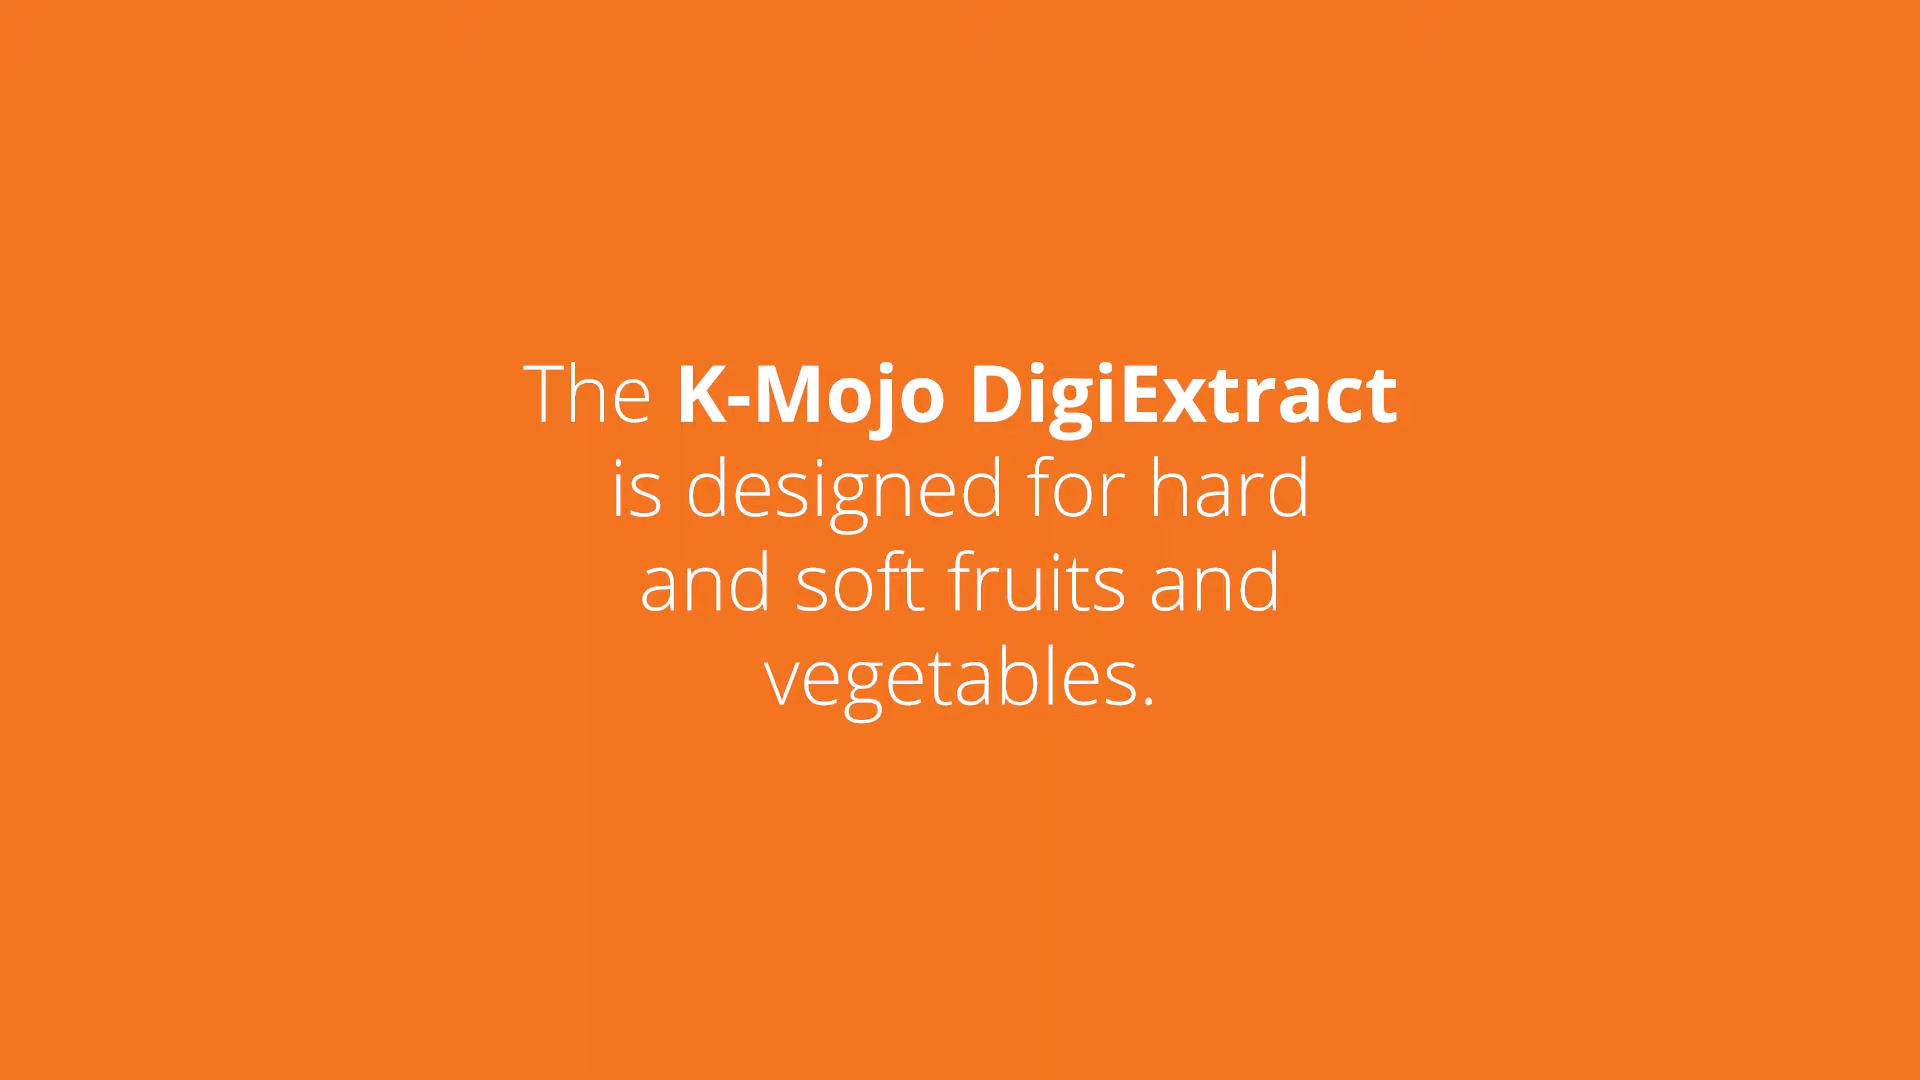 The K-Mojo DigiExtract
is designed for hard
and soft fruits and
vegetables.